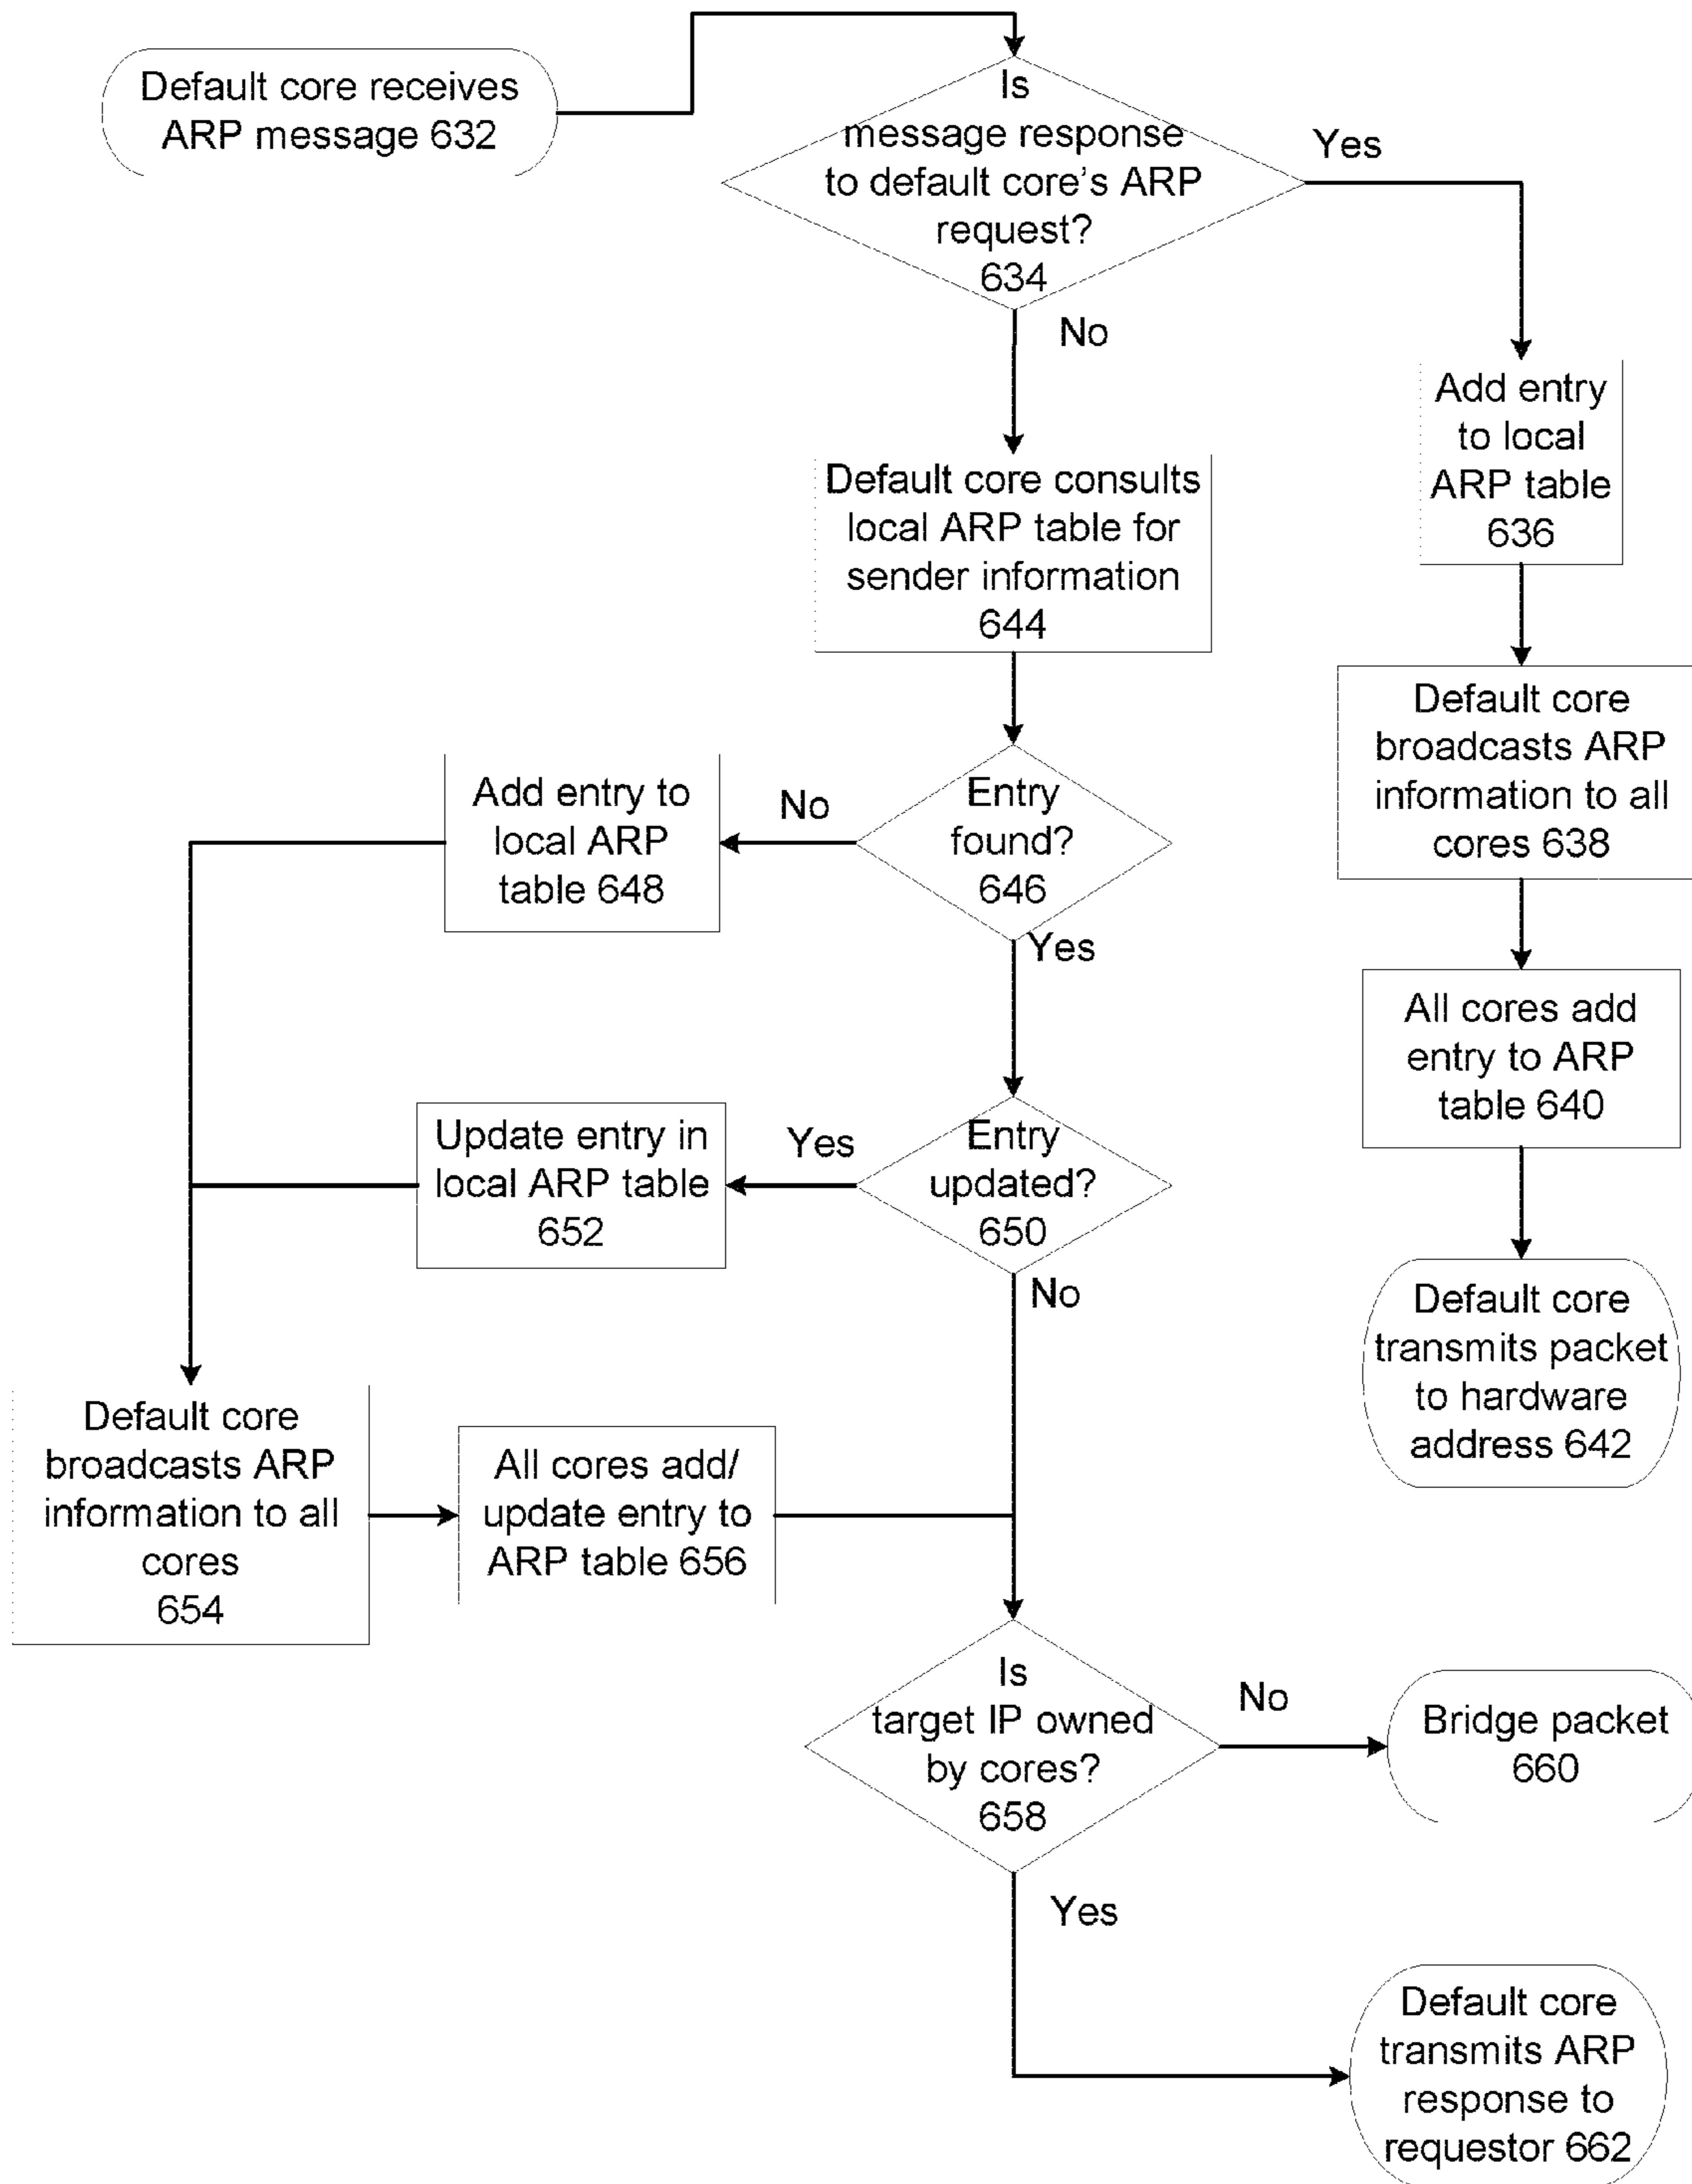 Default core receives
ARP message 632
Is
message response
to default core's ARP
request?
634
Yes
No
Add entry
to local
ARP table
636
Default core consults
local ARP table for
sender information
644
Default core
broadcasts ARP
information to all
cores 638
Add entry to
local ARP
table 648
No
Entry
found?
646
Yes
All cores add
entry to ARP
table 640
Update entry in
local ARP table
652
Yes
Entry
updated?
650
No
Default core
transmits packet
to hardware
address 642
Default core
broadcasts ARP
information to all
cores
654
All cores add/
update entry to
ARP table 656
Is
target IP owned
by cores?
658
No
Bridge packet
660
Yes
Default core
transmits ARP
response to
requestor 662